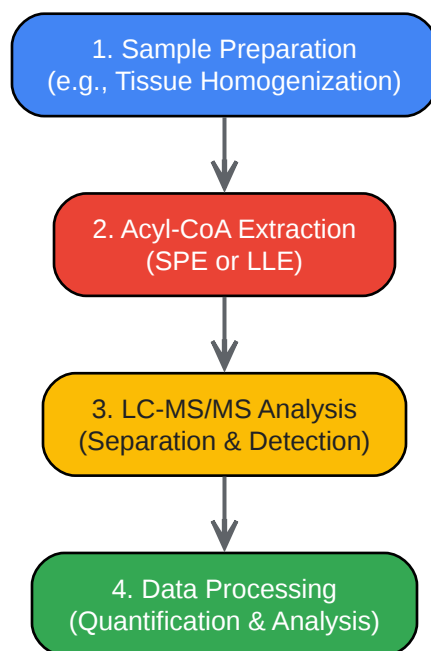 1. Sample Preparation
(e.g., Tissue Homogenization)
2. Acyl-CoA Extraction
(SPE or LLE)
3. LC-MS/MS Analysis
(Separation & Detection)
4. Data Processing
(Quantification & Analysis)